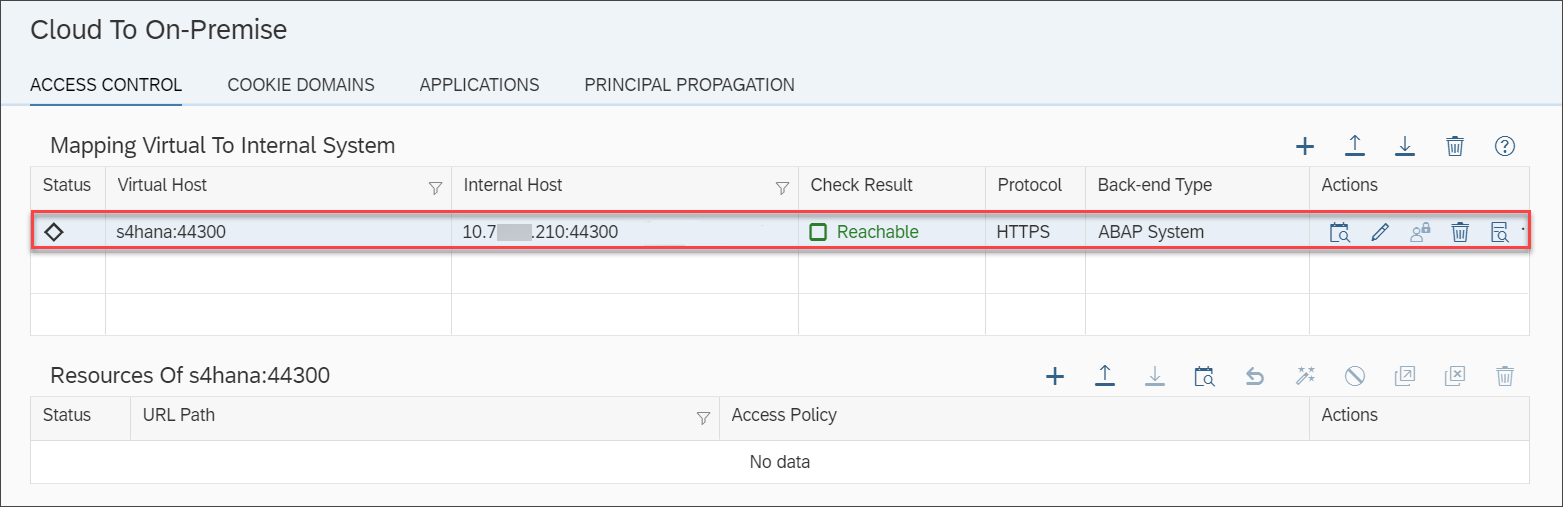 Cloud To On-Premise
ACCESS CONTROL COOKIE DOMAINS APPLICATIONS PRINCIPAL PROPAGATION
Mapping Virtual To Internal System
Status Virtual Host Internal Host Check Result Protocol Back-end Type Actions
s4hana:44300 10.7 .210:44300 Reachable HTTPS ABAP System
Resources Of s4hana:44300
Status URL Path Access Policy Actions
No data